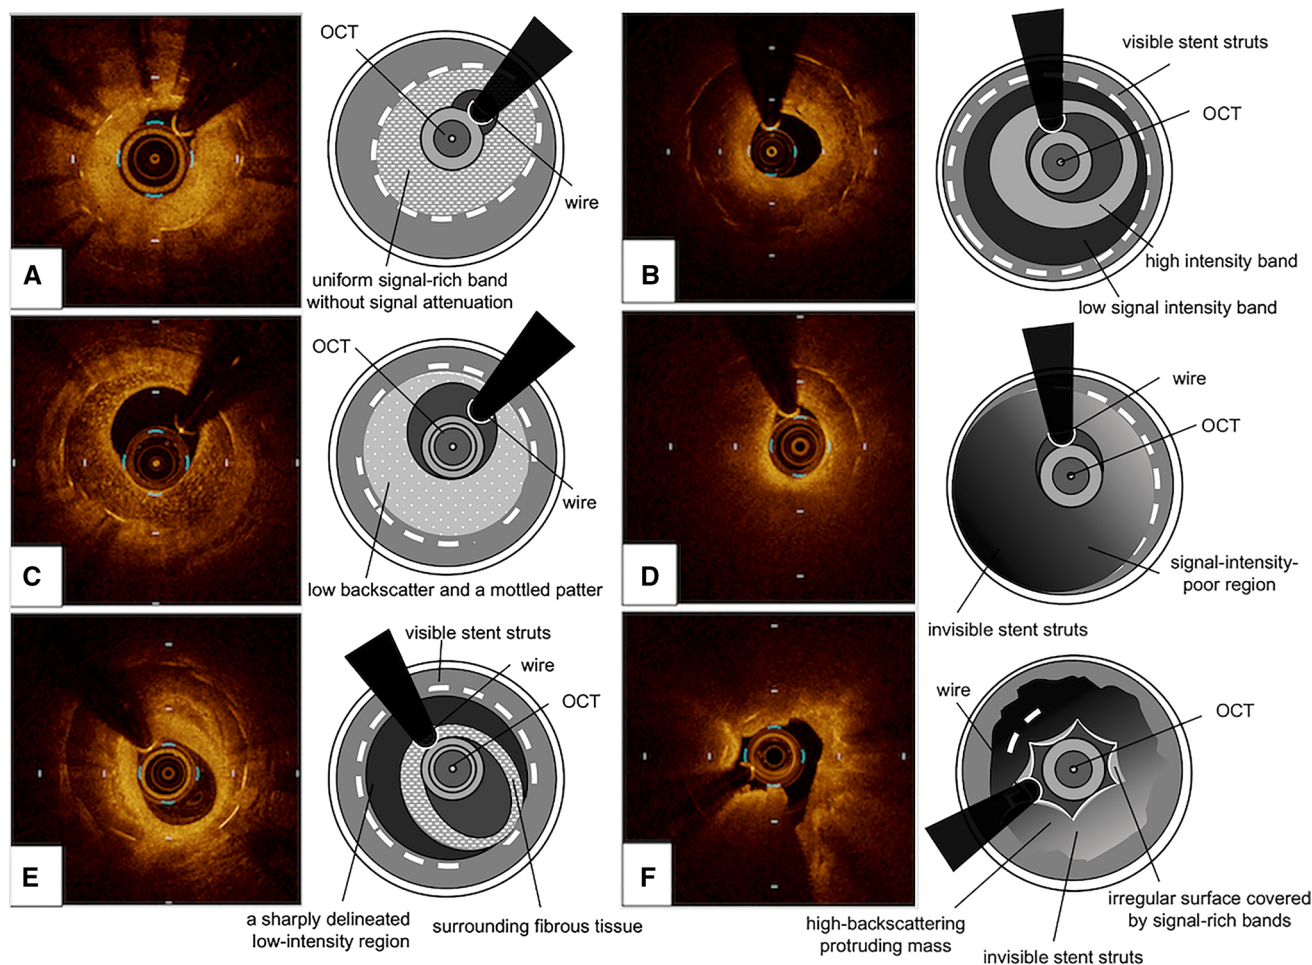 OCT
wire
uniform signal-rich band
without signal attenuation
A
visible stent struts
OCT
high intensity band
low signal intensity band
B
OCT
wire
low backscatter and a mottled patter
C
wire
OCT
signal-intensity-
poor region
invisible stent struts
D
visible stent struts
wire
OCT
a sharply delineated
low-intensity region
surrounding fibrous tissue
E
wire
OCT
irregular surface covered
by signal-rich bands
high-backscattering
protruding mass
invisible stent struts
F